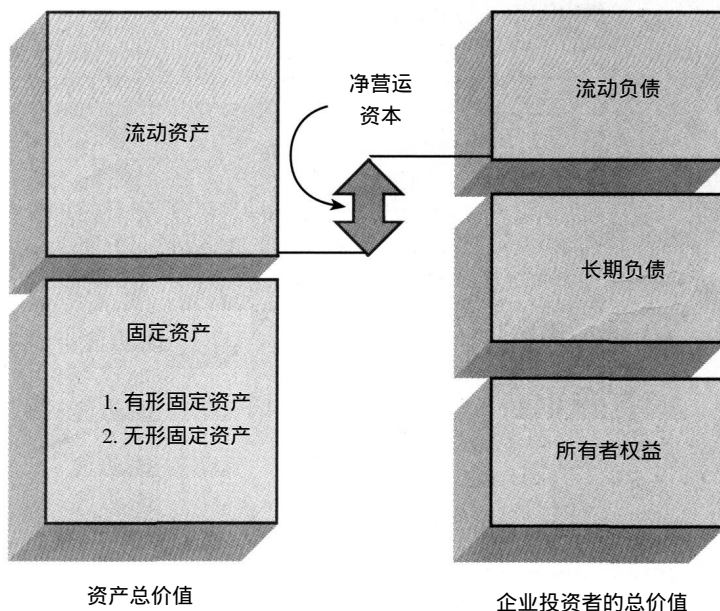 流动资产
净营运
资本
流动负债
长期负债
固定资产
1. 有形固定资产
2. 无形固定资产
所有者权益
资产总价值
企业投资者的总价值